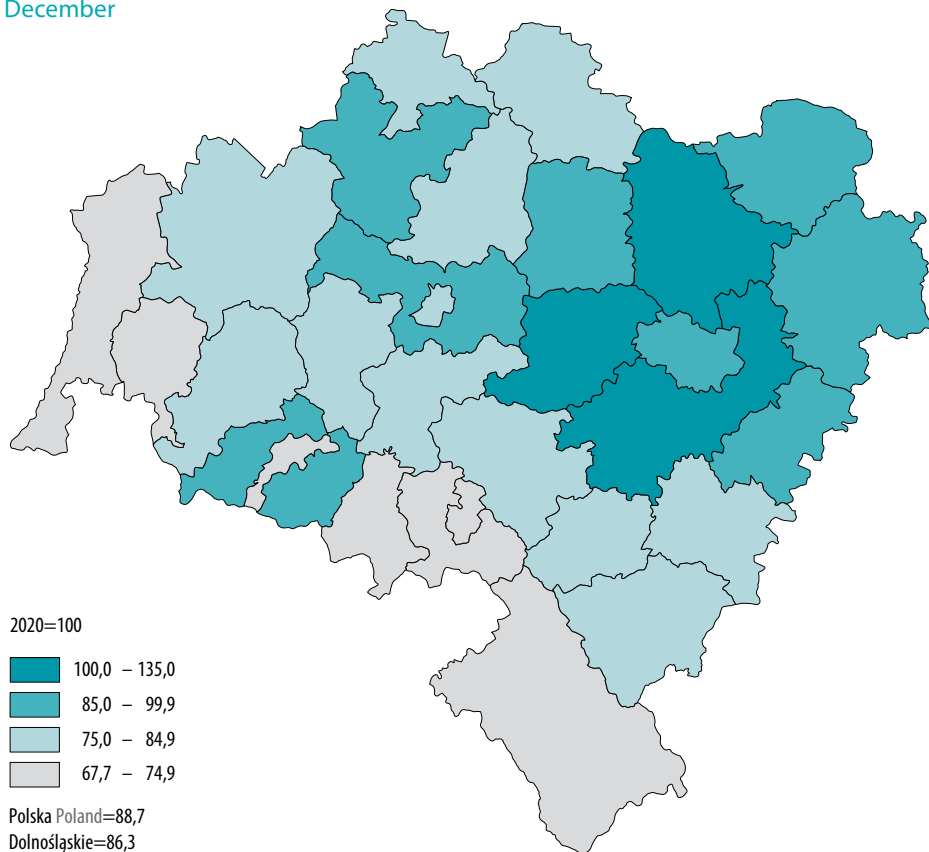 December
2020=100
100,0 – 135,0
85,0 – 99,9
75,0 – 84,9
67,7 – 74,9
Polska Poland=88,7
Dolnośląskie=86,3